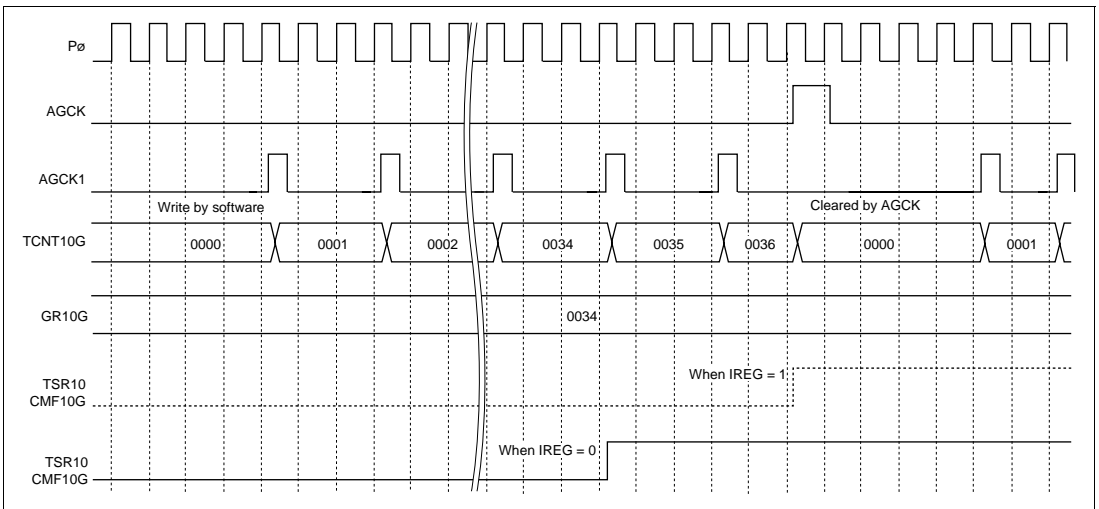 Pø
AGCK
AGCK1
Write by software
Cleared by AGCK
TCNT10G
0000
0001
0002
0034
0035
0036
0000
0001
GR10G
0034
When IREG = 1
TSR10
CMF10G
When IREG = 0
TSR10
CMF10G